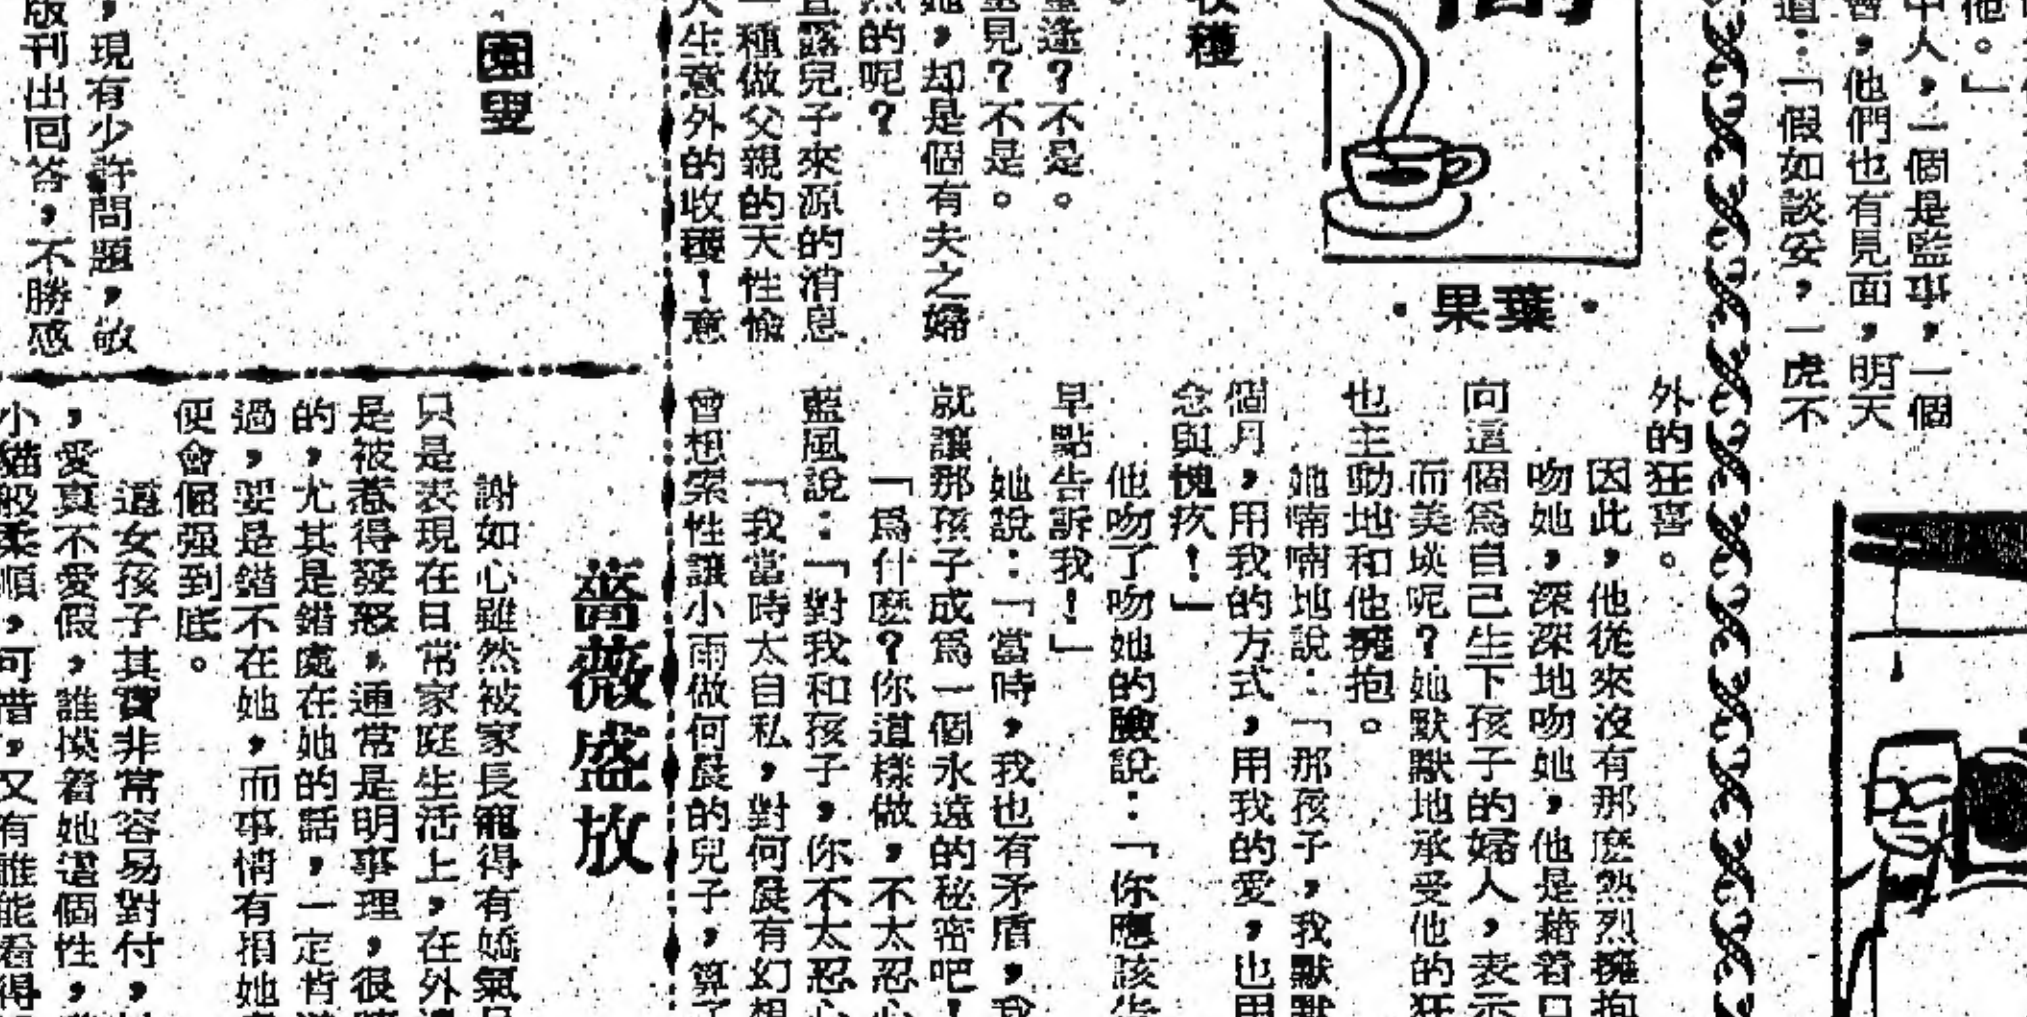 他。」
中人，一個是監事，一個
，他們也有見面，明天
道：「假如談妥，一虎不
・葉果・
收穫
重逢？不是。
見？不是。
她，却是個有夫之婦
的呢？
露兒子來源的消息
一種做父親的天性愉
人生意外的收穫！意
外的狂喜。
因此，他從來沒有那麽熱烈擁抱
吻她，深深地吻她，他是藉着口
向這個爲自己生下孩子的婦人，表示
而美瑛呢？她默默地承受他的狂
也主動地和他擁抱。
她喃喃地說：「那孩子，我默默
個月，用我的方式，用我的愛，也用
念與愧疚！」
他吻了吻她的臉說：「你應該
早點告訴我！」
她說：「當時，我也有矛盾，我
就讓那孩子成爲一個永遠的秘密吧！
「爲什麽？你這樣做，不太忍心
藍風說：「對我和孩子，你不太忍心
「我當時太自私，對何晨有幻想
曾想索性讓小雨做何晨的兒子，算了
園里
，現有少許問題，敬
版刊出回答，不勝感
薔薇盛放
謝如心雖然被家長寵得有嬌氣
只是表現在日常家庭生活上，在外
是被惹得發怒，通常是明事理，很
的，尤其是錯處在她的話，一定肯
過，要是錯不在她，而事情有損她
便會倔强到底。
這女孩子其實非常容易對付，
，愛真不愛假，誰摸着她這個性，
小貓般柔順，可惜，又有誰能看得